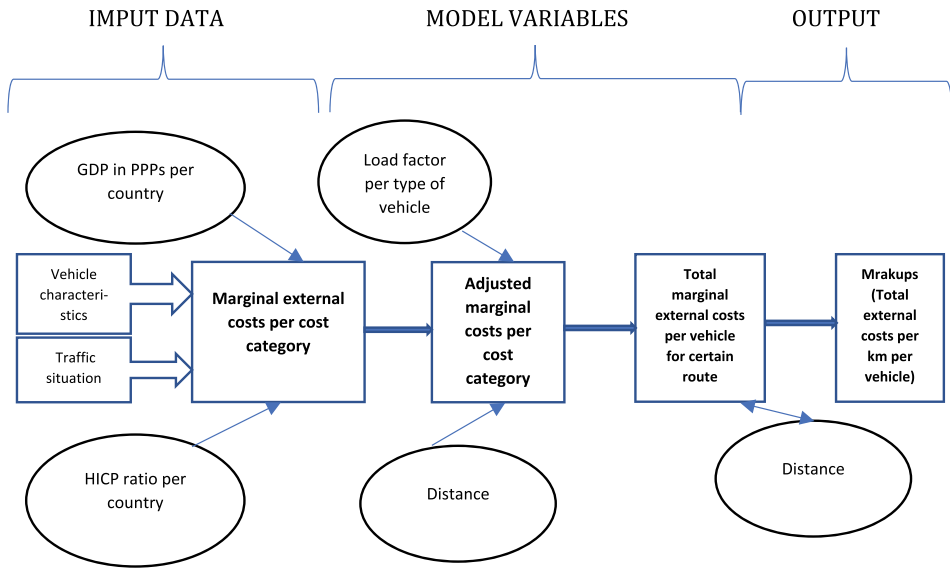 IMPUT DATA
MODEL VARIABLES
OUTPUT
GDP in PPPs per
country
Load factor
per type of
vehicle
Vehicle
characteri-
stics
Traffic
situation
Marginal external
costs per cost
category
Adjusted
marginal
costs per
cost
category
Total
marginal
external costs
per vehicle
for certain
route
Mrakups
(Total
external
costs per
km per
vehicle)
HICP ratio per
country
Distance
Distance